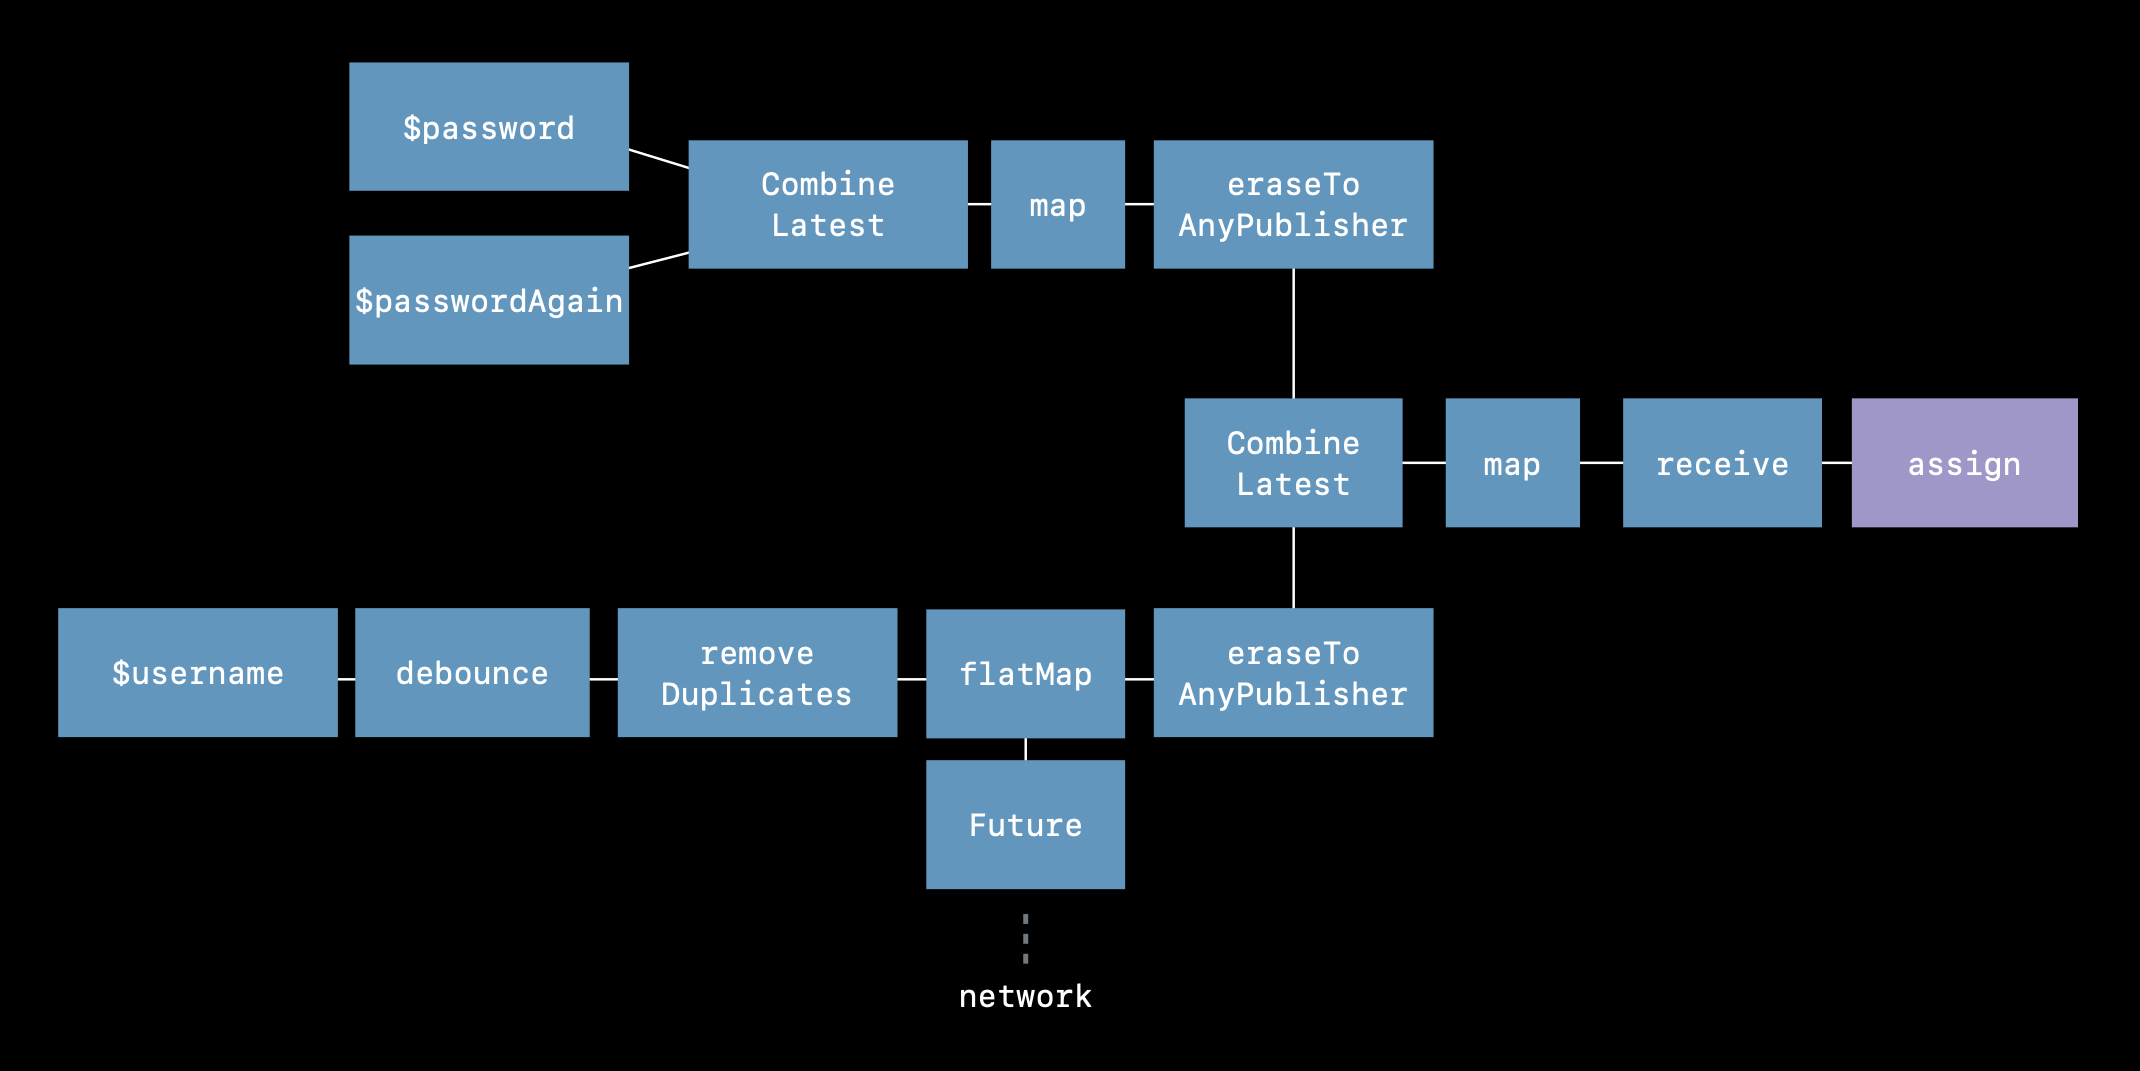 $password
$passwordAgain
Combine
Latest
map
eraseTo
AnyPublisher
Combine
Latest
map
receive
assign
$username
debounce
remove
Duplicates
flatMap
eraseTo
AnyPublisher
Future
network